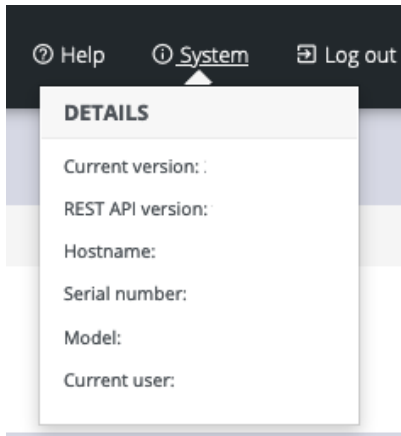 Help System Log out
DETAILS
Current version:
REST API version:
Hostname:
Serial number:
Model:
Current user: